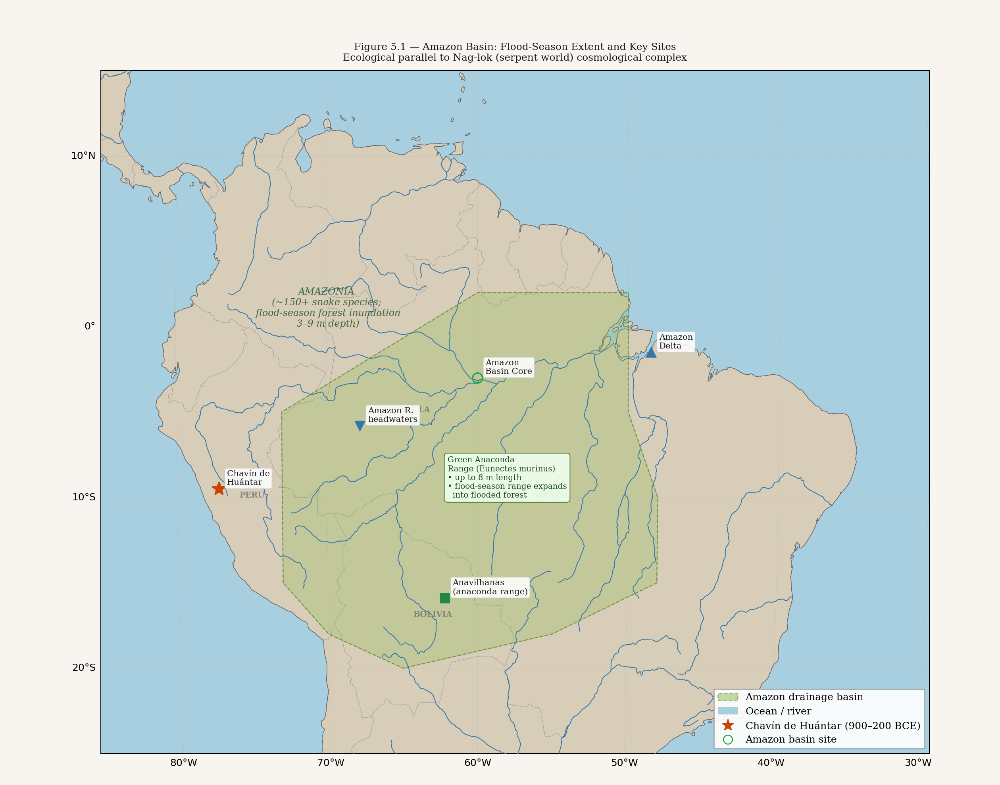 Figure 5.1 — Amazon Basin: Flood-Season Extent and Key Sites
Ecological parallel to Nag-lok (serpent world) cosmological complex
10°N
0°
10°S
20°S
AMAZONIA
(~150+ snake species;
flood-season forest inundation
3–9 m depth)
Amazon
Delta
Amazon
Basin Core
Amazon R.
headwaters
Chavín de
Huántar
PERU
Green Anaconda
Range (Eunectes murinus)
• up to 8 m length
• flood-season range expands
into flooded forest
BRAZIL
Anavilhanas
(anaconda range)
BOLIVIA
Amazon drainage basin
Ocean / river
Chavín de Huántar (900–200 BCE)
Amazon basin site
80°W
70°W
60°W
50°W
40°W
30°W